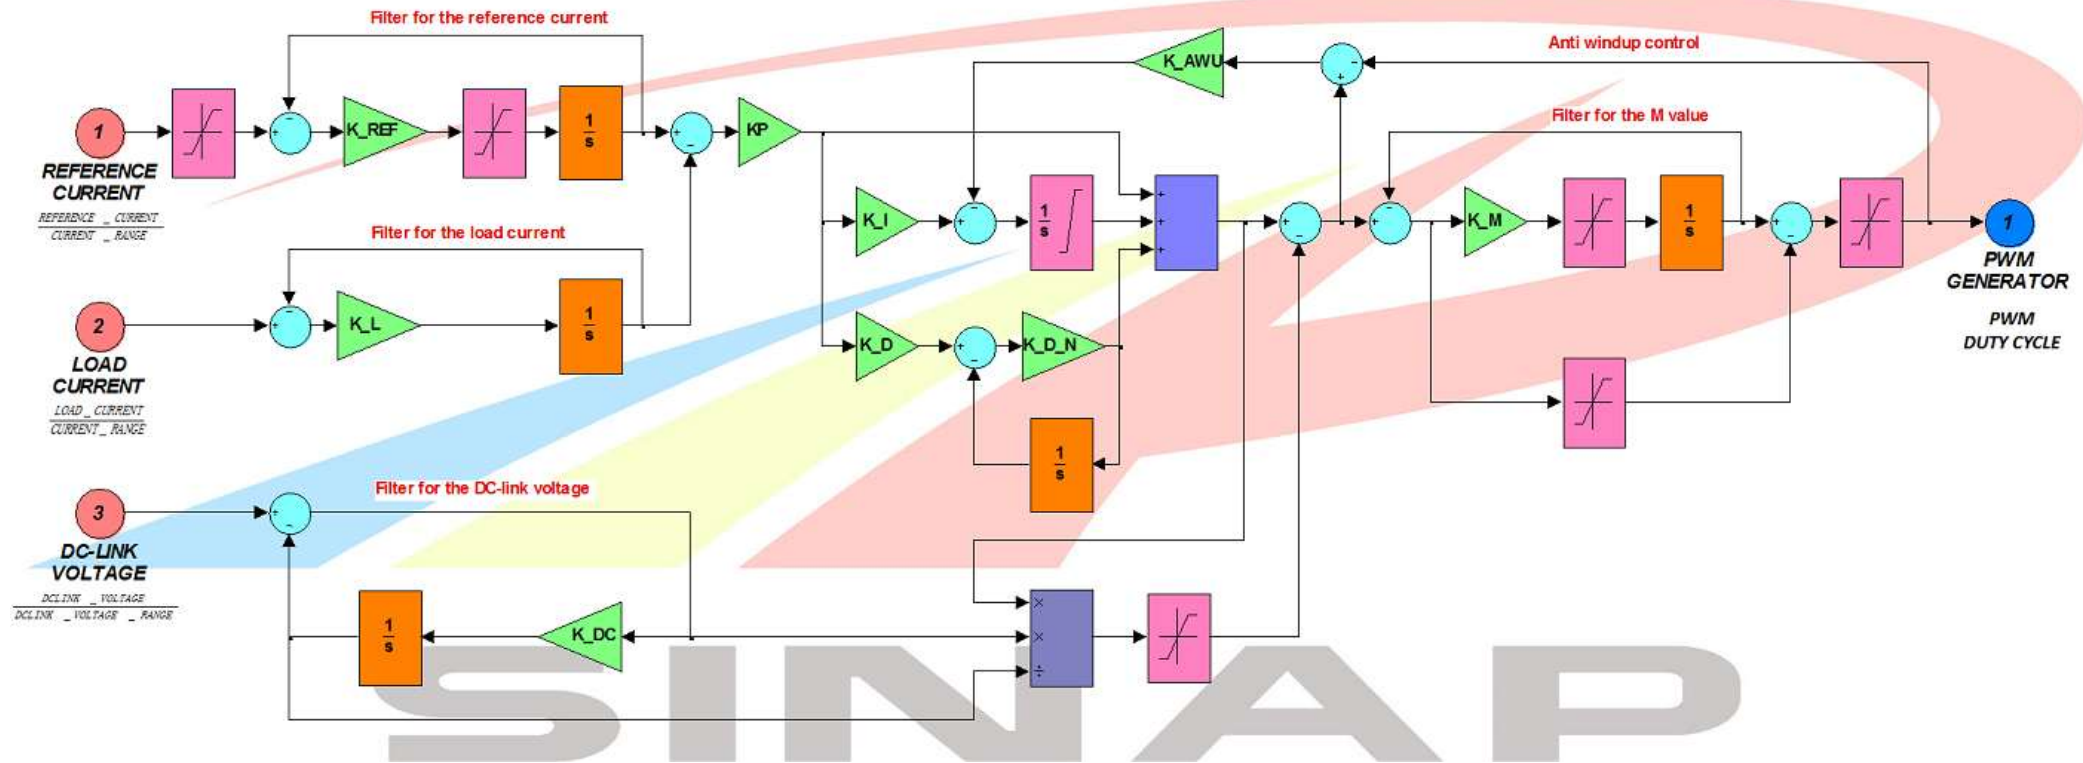 Filter for the reference current
K_AWU
+
-
Anti windup control
1
+
-
K_REF
1
s
+
-
KP
Filter for the M value
REFERENCE
CURRENT
REFERENCE _ CURRENT
CURRENT _ RANGE
K_I
+
-
1
s
+
+
+
+
-
+
-
K_M
1
s
+
-
1
PWM
GENERATOR
PWM
DUTY CYCLE
Filter for the load current
2
+
-
K_L
1
s
K_D
+
-
K_D_N
LOAD
CURRENT
LOAD _ CURRENT
CURRENT _ RANGE
1
s
Filter for the DC-link voltage
3
+
-
DC-LINK
VOLTAGE
DCLINK _ VOLTAGE
DCLINK _ VOLTAGE _ RANGE
1
s
K_DC
×
×
÷
SINAP